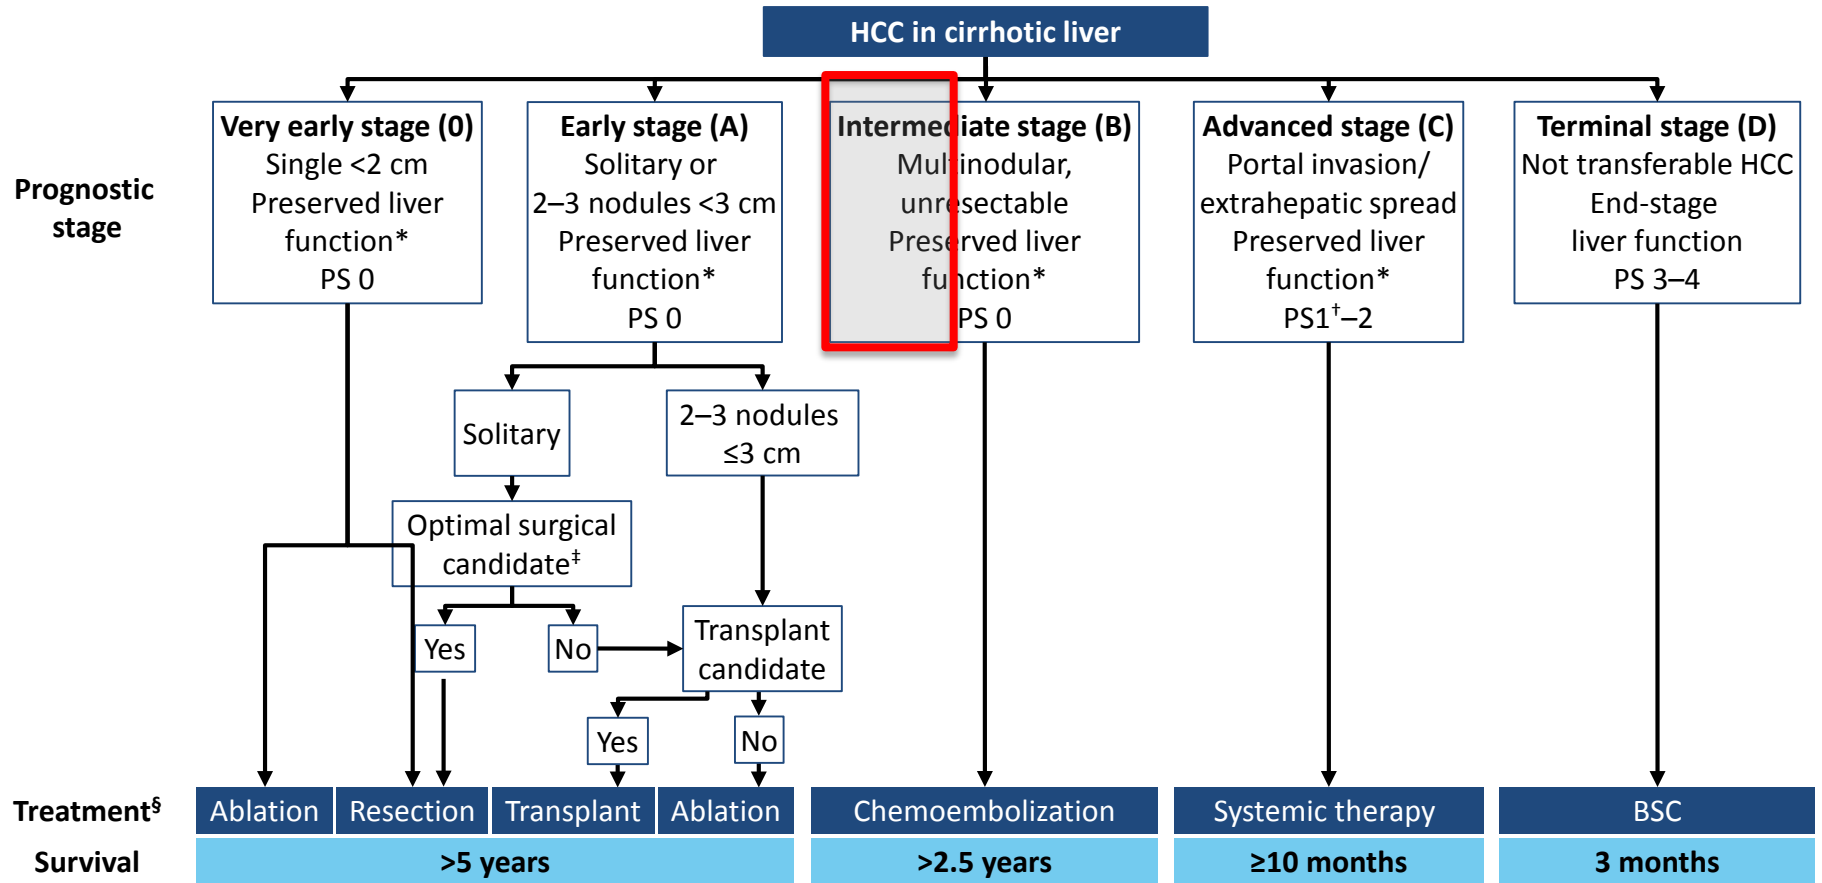 HCC in cirrhotic liver
Prognostic
stage
Very early stage (0)
Single <2 cm
Preserved liver
function*
PS 0
Early stage (A)
Solitary or
2–3 nodules <3 cm
Preserved liver
function*
PS 0
Intermediate stage (B)
Multinodular,
unresectable
Preserved liver
function*
PS 0
Advanced stage (C)
Portal invasion/
extrahepatic spread
Preserved liver
function*
PS1†–2
Terminal stage (D)
Not transferable HCC
End-stage
liver function
PS 3–4
Solitary
2–3 nodules
≤3 cm
Optimal surgical
candidate‡
Yes
No
Transplant
candidate
Yes
No
Treatment§
Ablation
Resection
Transplant
Ablation
Chemoembolization
Systemic therapy
BSC
Survival
>5 years
>2.5 years
≥10 months
3 months